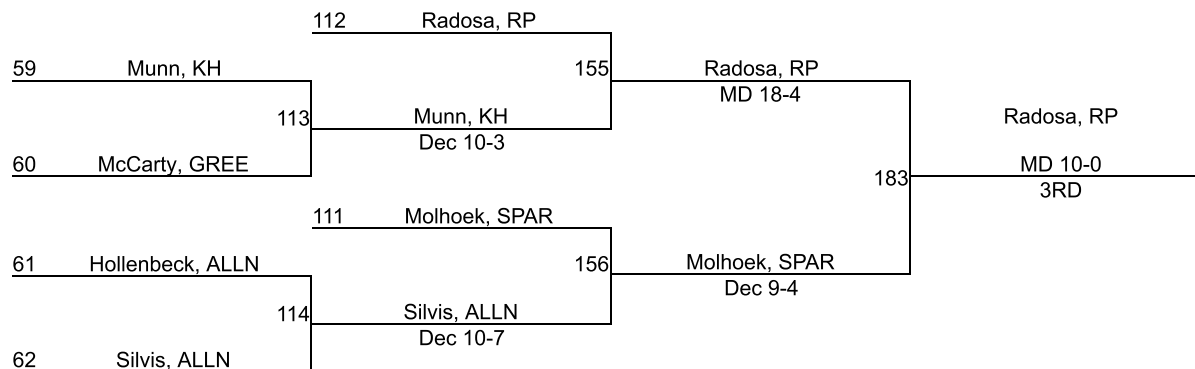 112 Radosa, RP
59 Munn, KH
155 Radosa, RP
MD 18-4
113 Munn, KH
Dec 10-3
Radosa, RP
60 McCarty, GREE
MD 10-0
183
3RD
111 Molhoek, SPAR
61 Hollenbeck, ALLN
156 Molhoek, SPAR
Dec 9-4
114 Silvis, ALLN
Dec 10-7
62 Silvis, ALLN